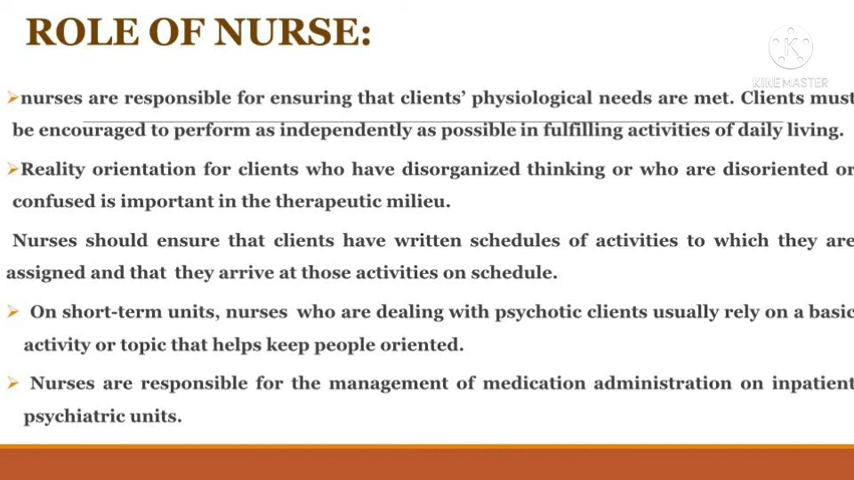 ROLE OF NURSE:
K
KINEMASTER
nurses are responsible for ensuring that clients' physiological needs are met. Clients must
be encouraged to perform as independently as possible in fulfilling activities of daily living.
Reality orientation for clients who have disorganized thinking or who are disoriented or
confused is important in the therapeutic milieu.
Nurses should ensure that clients have written schedules of activities to which they are
assigned and that they arrive at those activities on schedule.
On short-term units, nurses who are dealing with psychotic clients usually rely on a basic
activity or topic that helps keep people oriented.
Nurses are responsible for the management of medication administration on inpatient
psychiatric units.